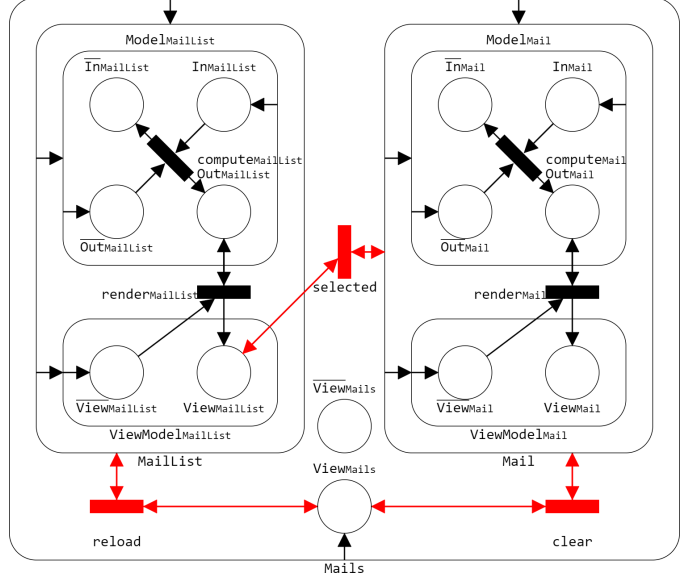 ModelMailList
ModelMail
InMailList
InMailList
InMail
InMail
computeMailList
OutMailList
computeMail
OutMail
OutMailList
OutMail
selected
renderMailList
renderMail
ViewMails
ViewMailList
ViewMailList
ViewMail
ViewMail
ViewModelMailList
ViewModelMail
MailList
Mail
ViewMails
reload
clear
Mails